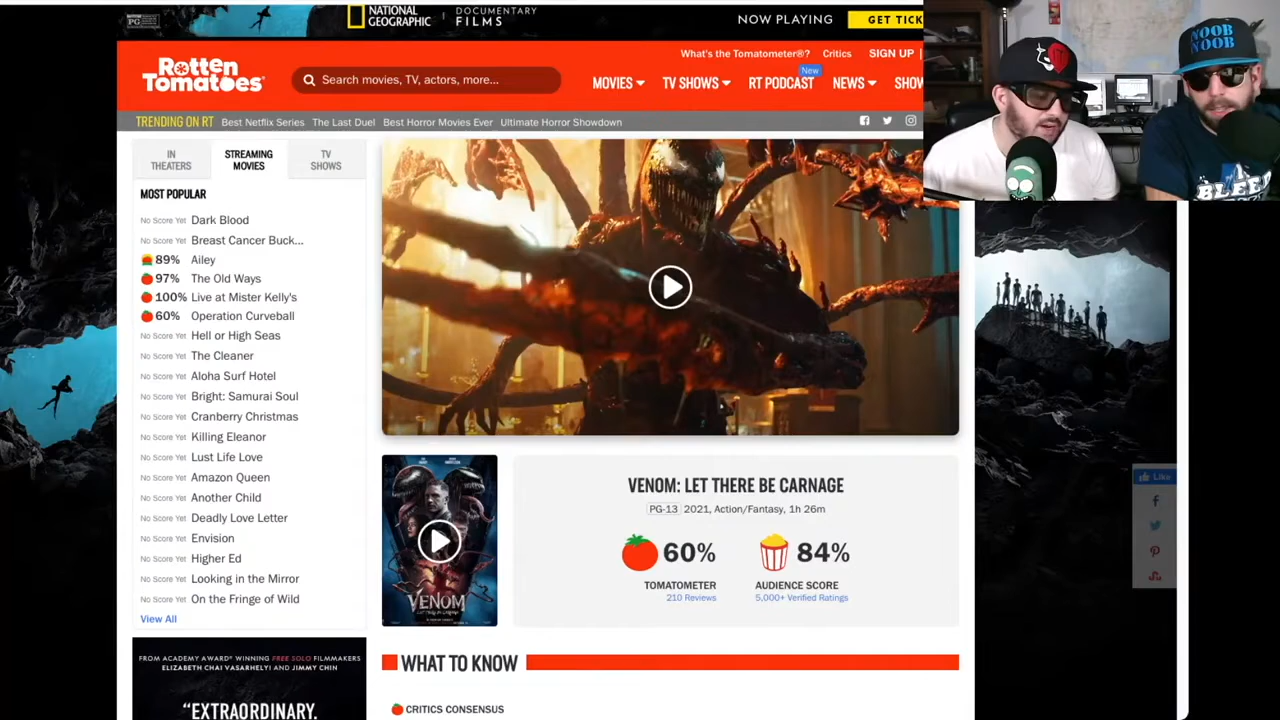 PG
NATIONAL GEOGRAPHIC
DOCUMENTARY FILMS
NOW PLAYING
GET TICK
What's the Tomatometer®? Critics SIGN UP
Rotten Tomatoes
Search movies, TV, actors, more...
MOVIES TV SHOWS RT PODCAST New NEWS SHOW
TRENDING ON RT Best Netflix Series The Last Duel Best Horror Movies Ever Ultimate Horror Showdown
IN THEATERS
STREAMING MOVIES
TV SHOWS
MOST POPULAR
No Score Yet Dark Blood
No Score Yet Breast Cancer Buck...
89% Ailey
97% The Old Ways
100% Live at Mister Kelly's
60% Operation Curveball
No Score Yet Hell or High Seas
No Score Yet The Cleaner
No Score Yet Aloha Surf Hotel
No Score Yet Bright: Samurai Soul
No Score Yet Cranberry Christmas
No Score Yet Killing Eleanor
No Score Yet Lust Life Love
No Score Yet Amazon Queen
No Score Yet Another Child
No Score Yet Deadly Love Letter
No Score Yet Envision
No Score Yet Higher Ed
No Score Yet Looking in the Mirror
No Score Yet On the Fringe of Wild
View All
FROM ACADEMY AWARD® WINNING FREE SOLO FILMMAKERS
ELIZABETH CHAI VASARHELYI AND JIMMY CHIN
"EXTRAORDINARY.
VENOM
VENOM: LET THERE BE CARNAGE
PG-13 2021, Action/Fantasy, 1h 26m
60% 84%
TOMATOMETER AUDIENCE SCORE
210 Reviews 5,000+ Verified Ratings
WHAT TO KNOW
CRITICS CONSENSUS
Like
NOOB NOOB
BLEED